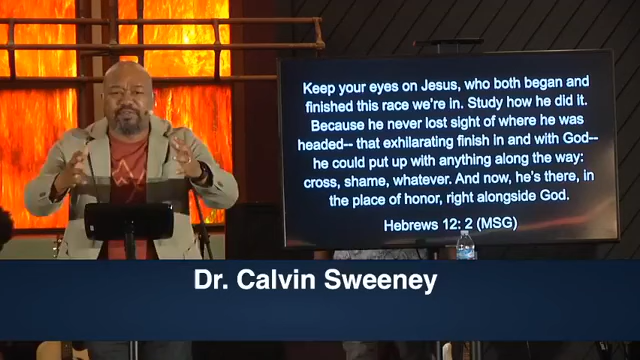 Keep your eyes on Jesus, who both began and
finished this race we're in. Study how he did it.
Because he never lost sight of where he was
headed-- that exhilarating finish in and with God--
he could put up with anything along the way:
cross, shame, whatever. And now, he's there, in
the place of honor, right alongside God.
Hebrews 12: 2 (MSG)
Dr. Calvin Sweeney